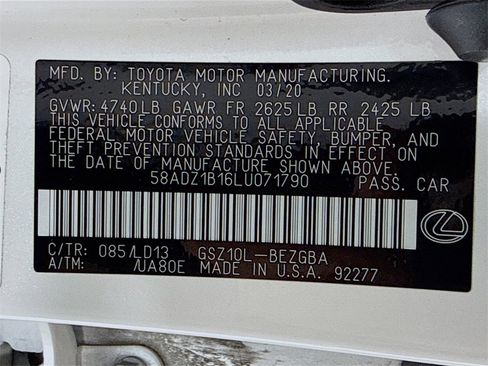 MFD. BY: TOYOTA MOTOR MANUFACTURING.
KENTUCKY, INC 03/20
GVWR: 4740LB GAWR FR 2625LB RR 2425 LB
THIS VEHICLE CONFORMS TO ALL APPLICABLE
FEDERAL MOTOR VEHICLE SAFETY, BUMPER, AND
THEFT PREVENTION STANDARDS IN EFFECT ON
THE DATE OF MANUFACTURE SHOWN ABOVE.
58ADZ1B16LU071790 PASS. CAR
C/TR: 085/LD13 GSZ10L-BEZGBA
A/TM: /UA80E MADE IN U.S.A. 92277